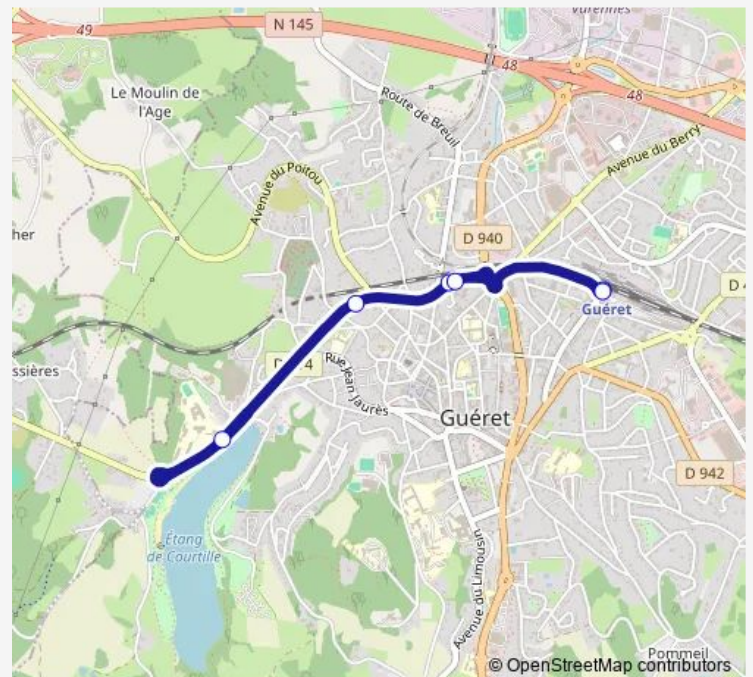 Varennes
49
N 145
48
48
Le Moulin de
l'Age
Route de Breuil
Avenue du Berry
Avenue du Poitou
her
D 940
D 4
Guéret
ssières
Rue Jean Jaurès
Guéret
D 942
Étang
de Courtille
Avenue du Limousin
Pommeil
© OpenStreetMap contributors